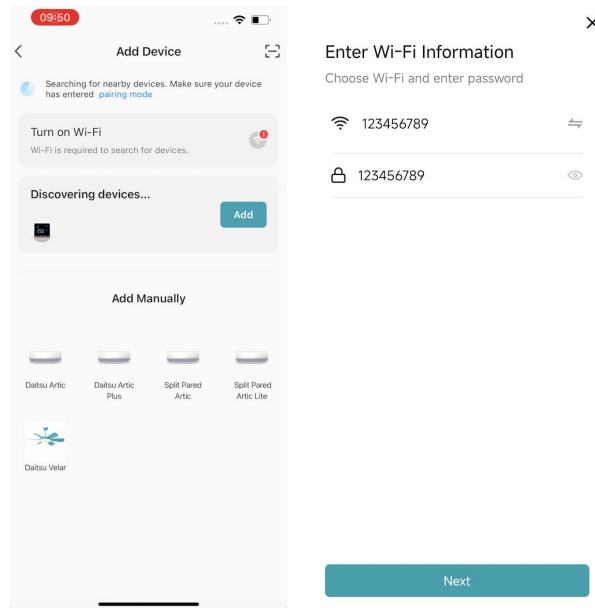 09:50
Add Device
Searching for nearby devices. Make sure your device
has entered pairing mode
Turn on Wi-Fi
Wi-Fi is required to search for devices.
Discovering devices...
Add
Add Manually
Daitsu Artic
Daitsu Artic
Plus
Split Pared
Artic
Split Pared
Artic Lite
Daitsu Velar
Enter Wi-Fi Information
Choose Wi-Fi and enter password
123456789
123456789
Next